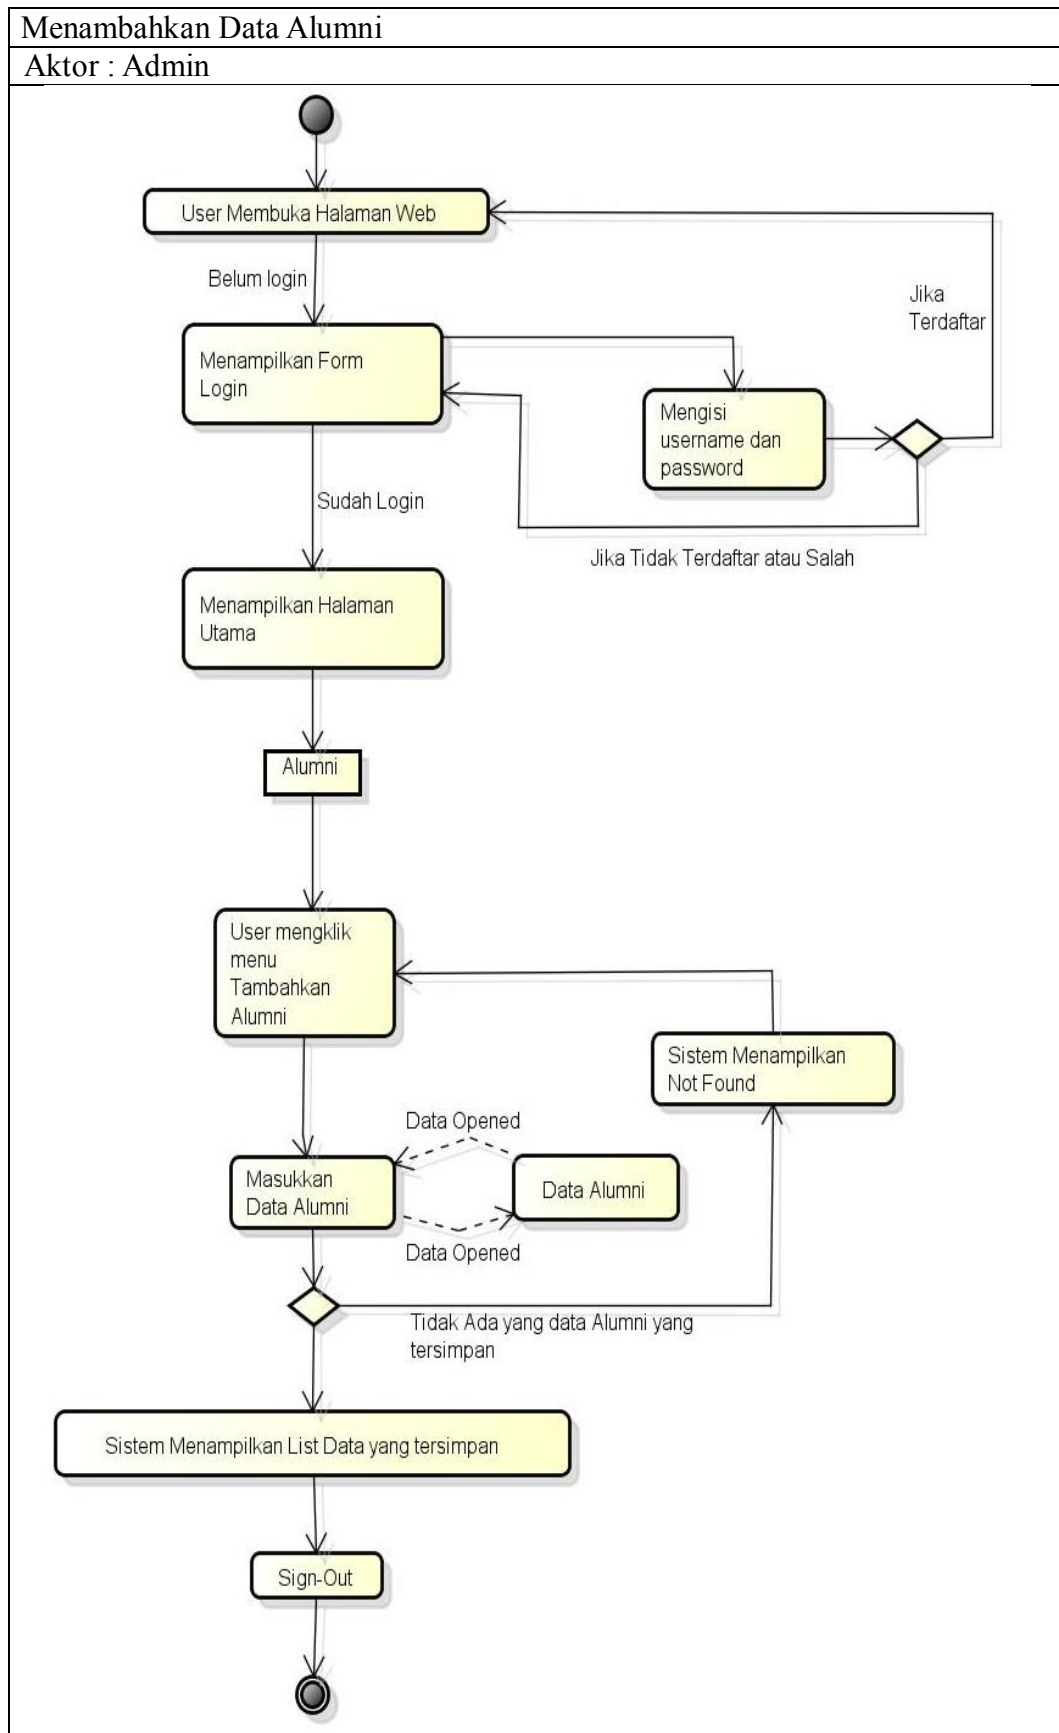 Menambahkan Data Alumni
Aktor : Admin
User Membuka Halaman Web
Belum login
Jika
Terdaftar
Menampilkan Form
Login
Mengisi
username dan
password
Sudah Login
Jika Tidak Terdaftar atau Salah
Menampilkan Halaman
Utama
Alumni
User mengklik
menu
Tambahkan
Alumni
Sistem Menampilkan
Not Found
Data Opened
Masukkan
Data Alumni
Data Alumni
Data Opened
Tidak Ada yang data Alumni yang
tersimpan
Sistem Menampilkan List Data yang tersimpan
Sign-Out